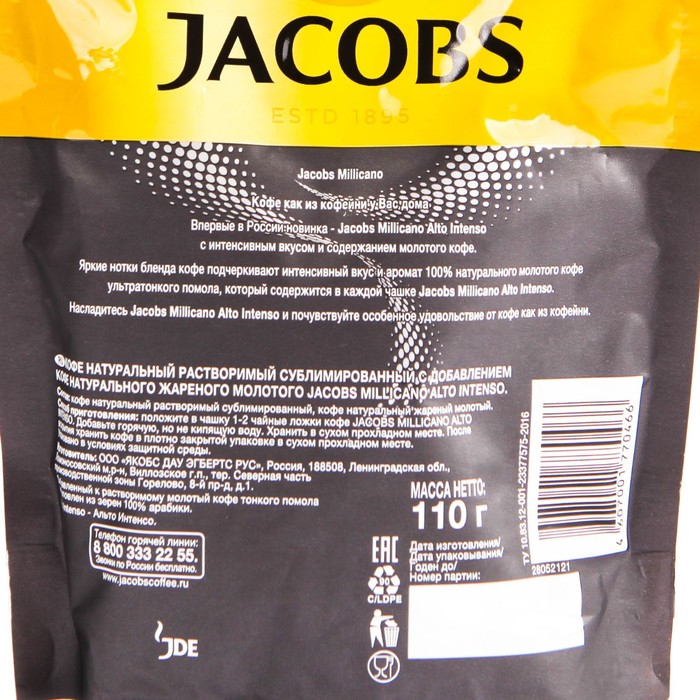 JACOBS
ESTD 1895
Jacobs Millicano
Кофе как из кофейни у Вас дома
Впервые в России новинка - Jacobs Millicano Alto Intenso
с интенсивным вкусом и содержанием молотого кофе.
Яркие нотки бленда кофе подчеркивают интенсивный вкус и аромат 100% натурального молотого кофе
ультратонкого помола, который содержится в каждой чашке Jacobs Millicano Alto Intenso.
Насладитесь Jacobs Millicano Alto Intenso и почувствуйте особенное удовольствие от кофе как из кофейни.
КОФЕ НАТУРАЛЬНЫЙ РАСТВОРИМЫЙ СУБЛИМИРОВАННЫЙ С ДОБАВЛЕНИЕМ
КОФЕ НАТУРАЛЬНОГО ЖАРЕНОГО МОЛОТОГО JACOBS MILLICANO ALTO INTENSO.
Состав: кофе натуральный растворимый сублимированный, кофе натуральный жареный молотый.
Способ приготовления: положите в чашку 1-2 чайные ложки кофе JACOBS MILLICANO ALTO
Добавьте горячую, но не кипящую воду. Хранить в сухом прохладном месте. После
хранить кофе в плотно закрытой упаковке в сухом прохладном месте.
в условиях защитной среды.
ООО «ЯКОБС ДАУ ЭГБЕРТС РУС», Россия, 188508, Ленинградская обл.,
м.р-н, Виллозское г.п., тер. Северная часть
зоны Горелово, 8-й пр-д, д.1.
к растворимому молотый кофе тонкого помола
из зерен 100% арабики.
Intenso - Альто Интенсо.
МАССА НЕТТО:
110 г
Телефон горячей линии:
8 800 333 22 55.
Звонки по России бесплатно.
www.jacobscoffee.ru
JDE
EAC
90
C/LDPE
Дата изготовления/
Дата упаковывания/
Годен до/
Номер партии:
ТУ 10.83.12-001-23377575-2016
4 607001 770466
28052121